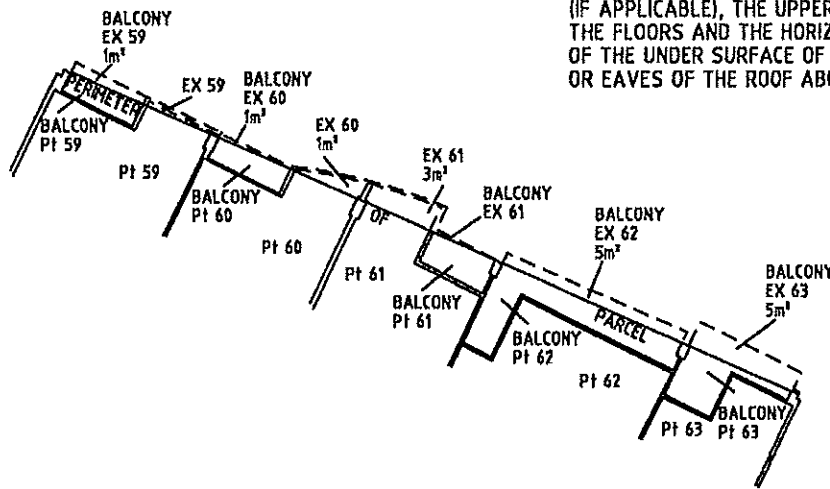 (IF APPLICABLE), THE UPPER
THE FLOORS AND THE HORIZ
OF THE UNDER SURFACE OF
OR EAVES OF THE ROOF AB
BALCONY
EX 59
1m²
EX 59
BALCONY
EX 60
1m²
EX 60
1m²
EX 61
3m²
BALCONY
EX 61
BALCONY
EX 62
5m²
BALCONY
EX 63
5m²
PERIMETER
OF
PARCEL
BALCONY
Pt 59
Pt 59
BALCONY
Pt 60
Pt 60
Pt 61
BALCONY
Pt 61
BALCONY
Pt 62
Pt 62
Pt 63
BALCONY
Pt 63